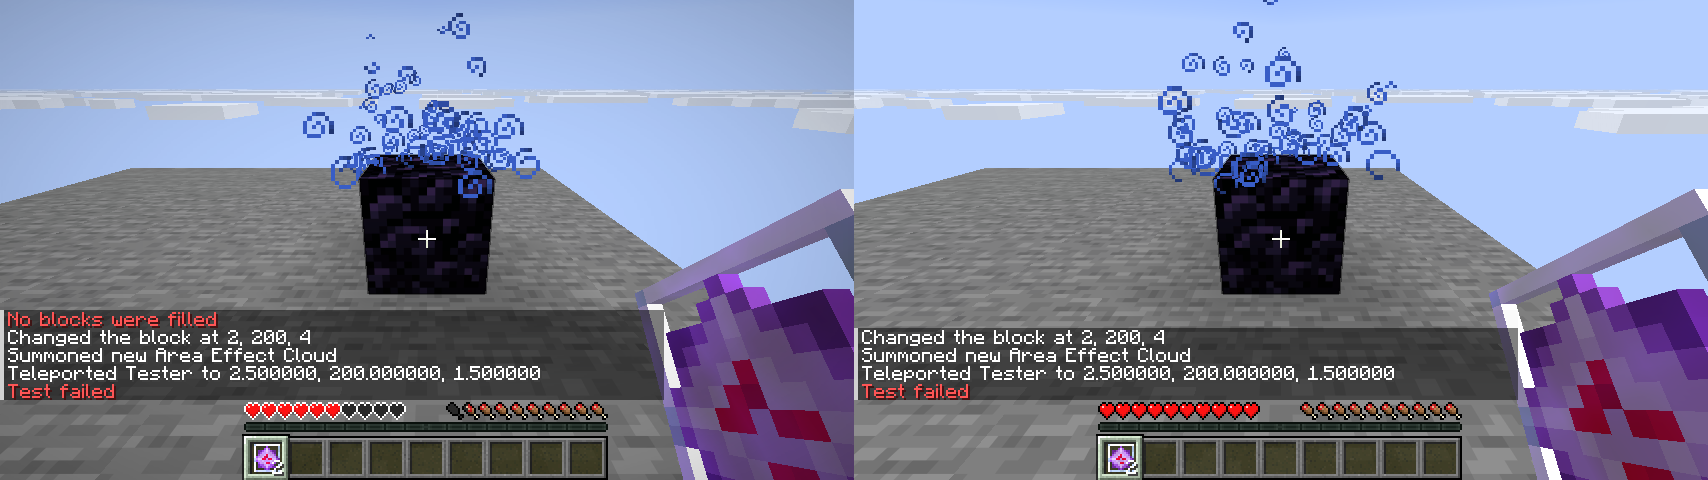 No blocks were filled
Changed the block at 2, 200, 4
Summoned new Area Effect Cloud
Teleported Tester to 2.500000, 200.000000, 1.500000
Test failed
2
Changed the block at 2, 200, 4
Summoned new Area Effect Cloud
Teleported Tester to 2.500000, 200.000000, 1.500000
Test failed
2